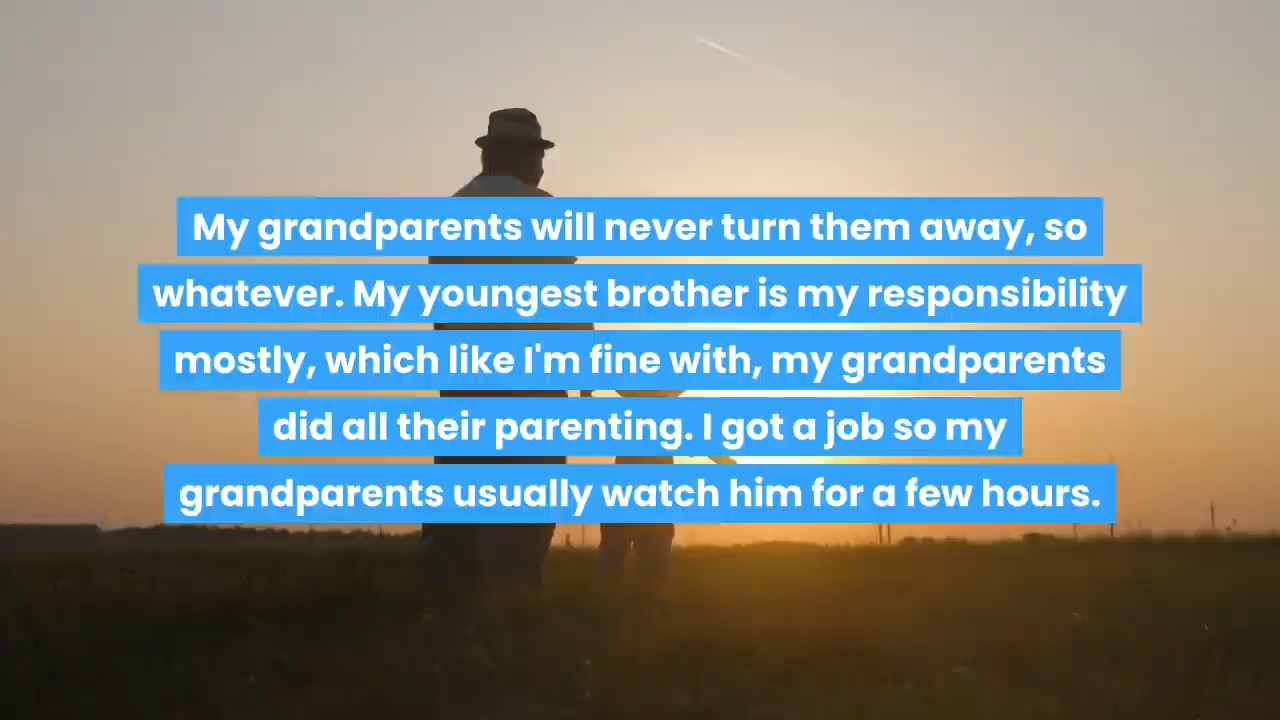 My grandparents will never turn them away, so
whatever. My youngest brother is my responsibility
mostly, which like I'm fine with, my grandparents
did all their parenting. I got a job so my
grandparents usually watch him for a few hours.